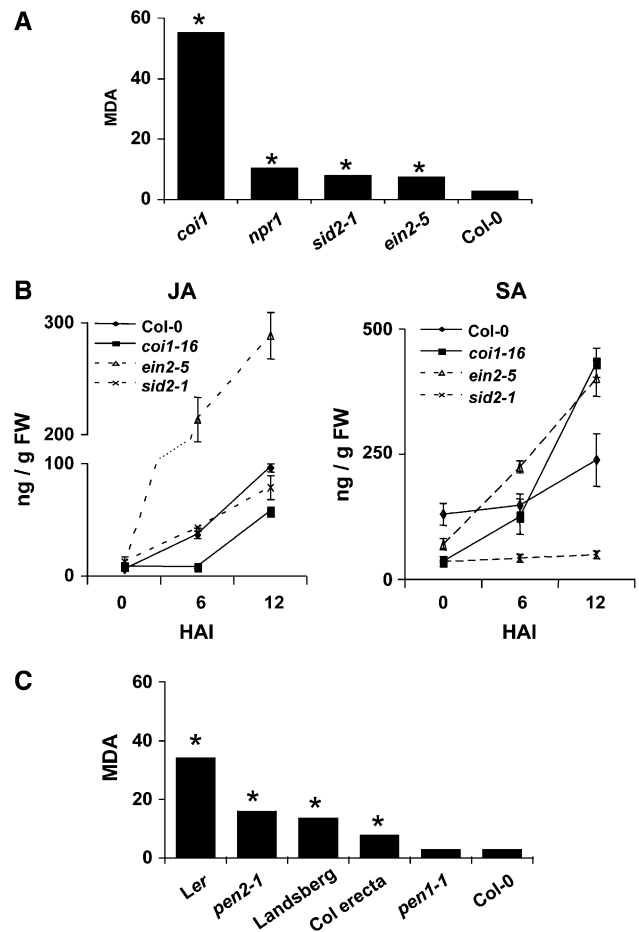 A
60
40
20
0
MDA
*
*
*
*
coi1
npr1
sid2-1
ein2-5
Col-0
B
JA
300
200
100
0
ng / g FW
Col-0
coi1-16
ein2-5
sid2-1
0 6 12
HAI
SA
500
250
0
ng / g FW
Col-0
coi1-16
ein2-5
sid2-1
0 6 12
HAI
C
60
40
20
0
MDA
*
*
*
*
Ler
pen2-1
Landsberg
Col erecta
pen1-1
Col-0